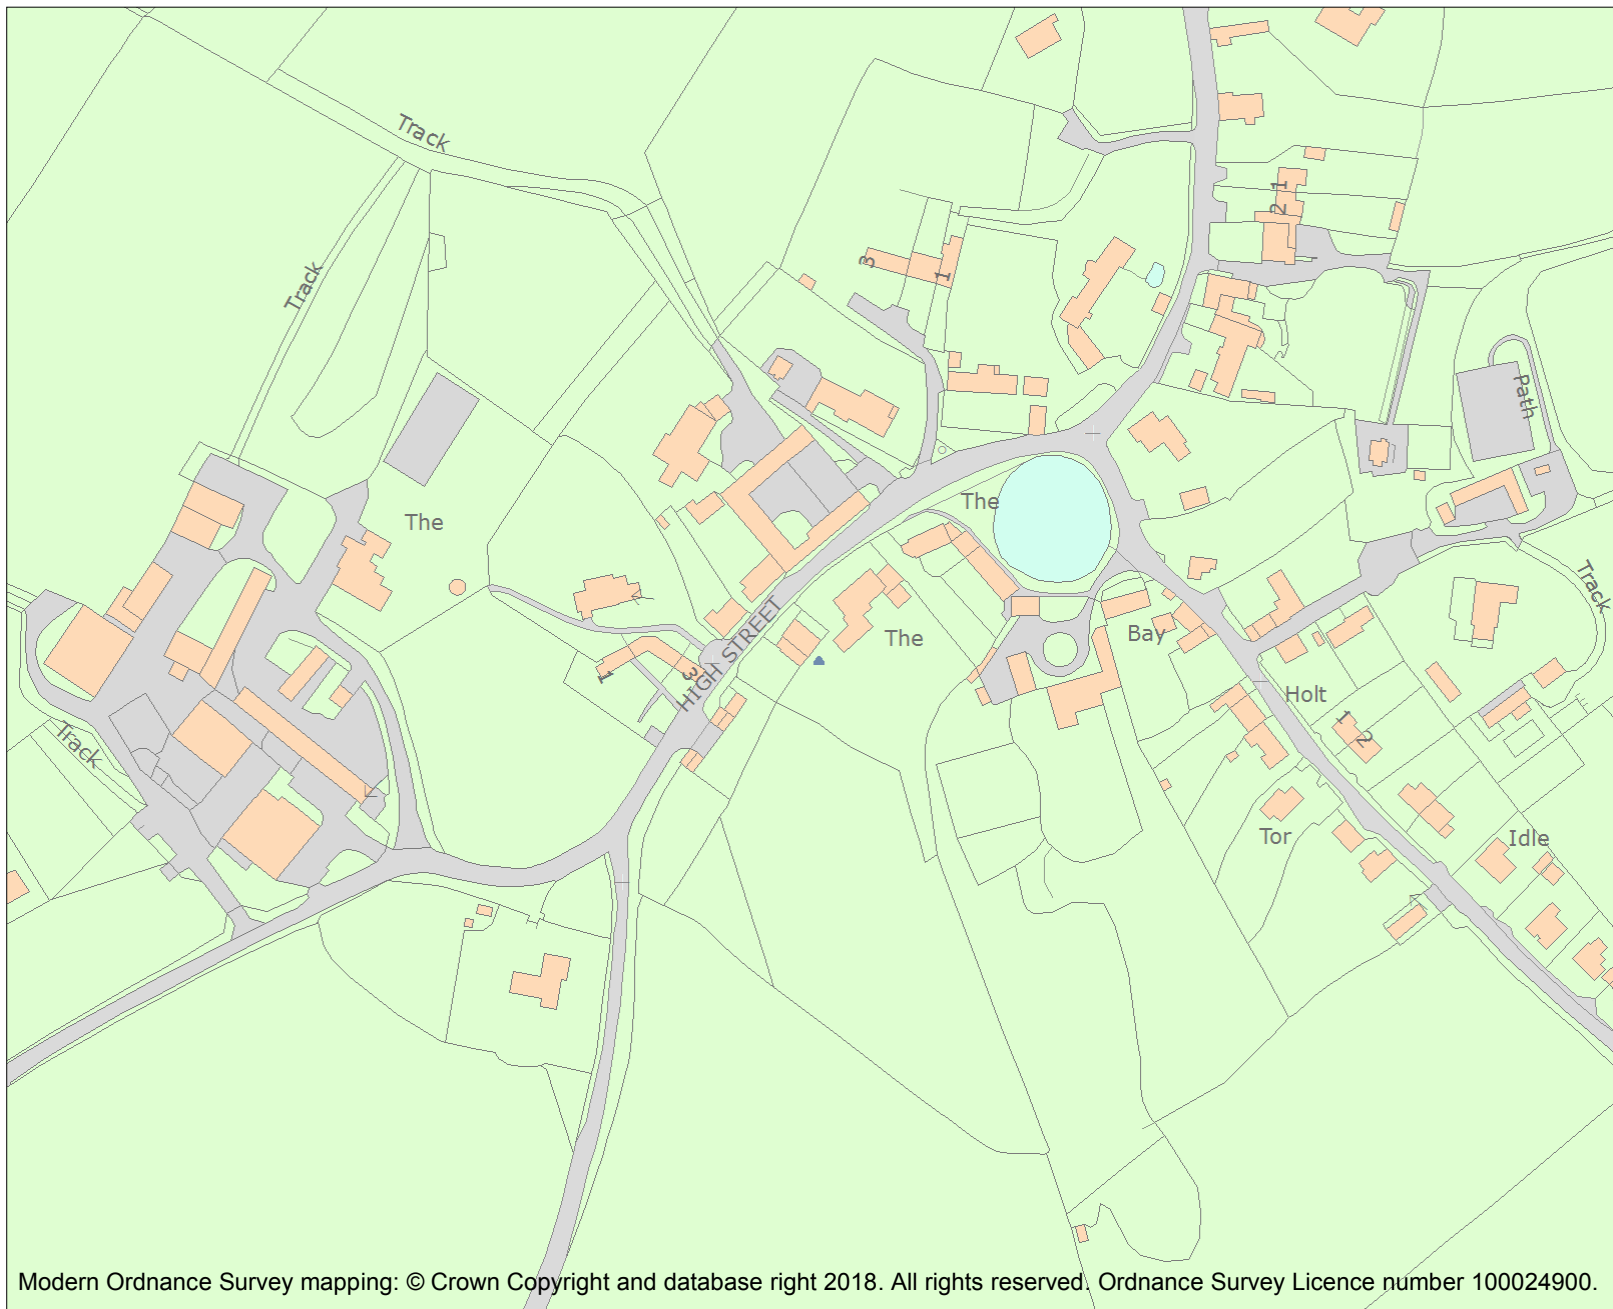 Track
1
2
3
1
Track
Path
The
The
Track
HIGH STREET
The
Bay
1
3
Holt
1
2
Track
Tor
Idle
Modern Ordnance Survey mapping: © Crown Copyright and database right 2018. All rights reserved. Ordnance Survey Licence number 100024900.